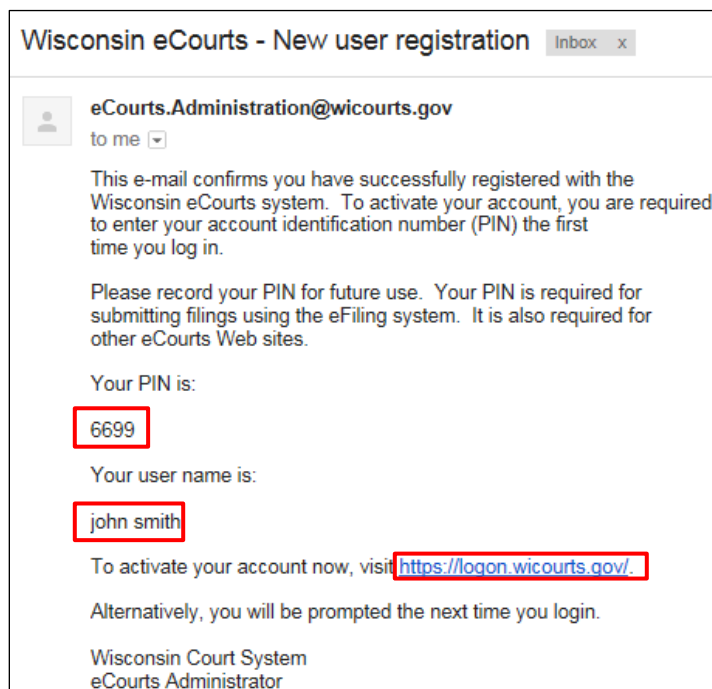 Wisconsin eCourts - New user registration Inbox x
eCourts.Administration@wicourts.gov
to me
This e-mail confirms you have successfully registered with the
Wisconsin eCourts system. To activate your account, you are required
to enter your account identification number (PIN) the first
time you log in.
Please record your PIN for future use. Your PIN is required for
submitting filings using the eFiling system. It is also required for
other eCourts Web sites.
Your PIN is:
6699
Your user name is:
john smith
To activate your account now, visit https://logon.wicourts.gov/.
Alternatively, you will be prompted the next time you login.
Wisconsin Court System
eCourts Administrator